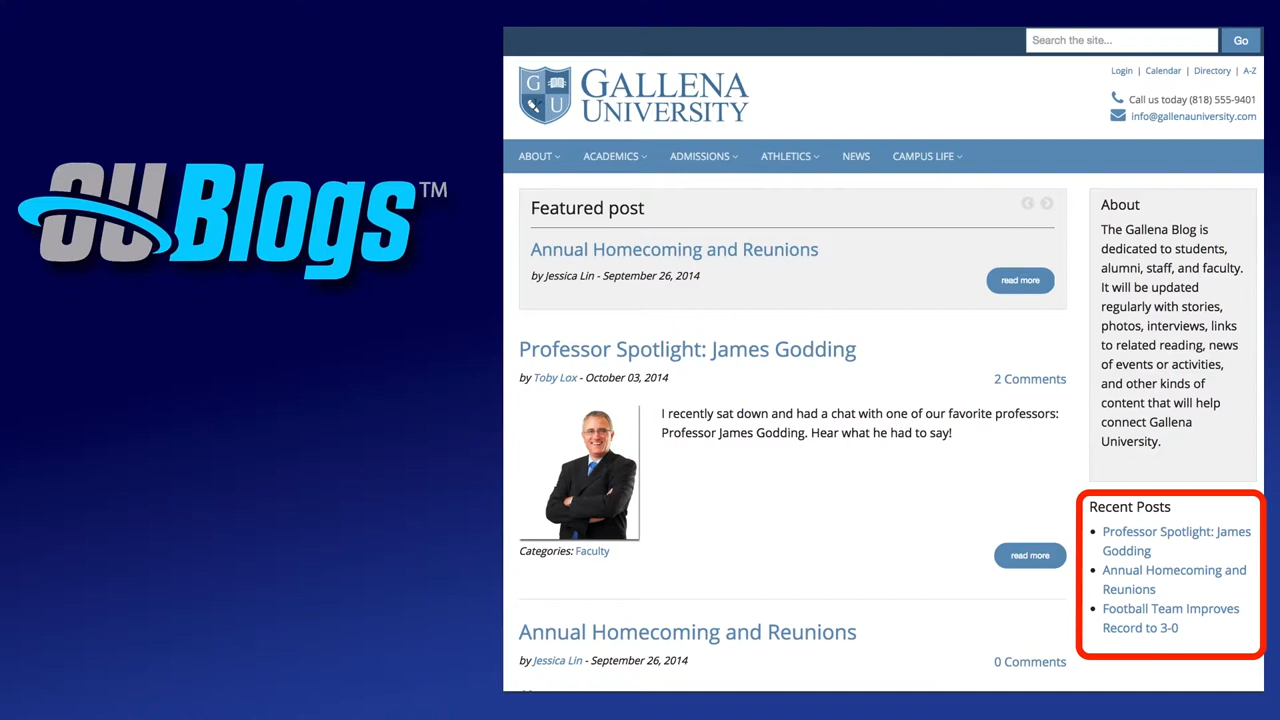 OU Blogs™
Search the site...
Go
GALLENA
UNIVERSITY
G
U
Login | Calendar | Directory | A-Z
Call us today (818) 555-9401
info@gallenauniversity.com
ABOUT ACADEMICS ADMISSIONS ATHLETICS NEWS CAMPUS LIFE
Featured post
Annual Homecoming and Reunions
by Jessica Lin - September 26, 2014
read more
Professor Spotlight: James Godding
by Toby Lox - October 03, 2014
2 Comments
I recently sat down and had a chat with one of our favorite professors:
Professor James Godding. Hear what he had to say!
Categories: Faculty
read more
Annual Homecoming and Reunions
by Jessica Lin - September 26, 2014
0 Comments
About
The Gallena Blog is
dedicated to students,
alumni, staff, and faculty.
It will be updated
regularly with stories,
photos, interviews, links
to related reading, news
of events or activities,
and other kinds of
content that will help
connect Gallena
University.
Recent Posts
Professor Spotlight: James
Godding
Annual Homecoming and
Reunions
Football Team Improves
Record to 3-0